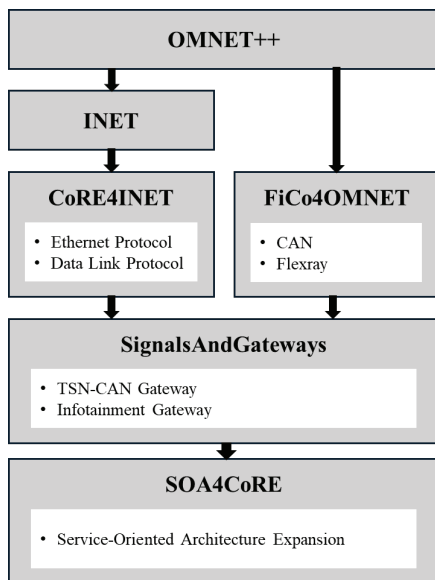 OMNET++
INET
CoRE4INET
• Ethernet Protocol
• Data Link Protocol
FiCo4OMNET
• CAN
• Flexray
SignalsAndGateways
• TSN-CAN Gateway
• Infotainment Gateway
SOA4CoRE
• Service-Oriented Architecture Expansion